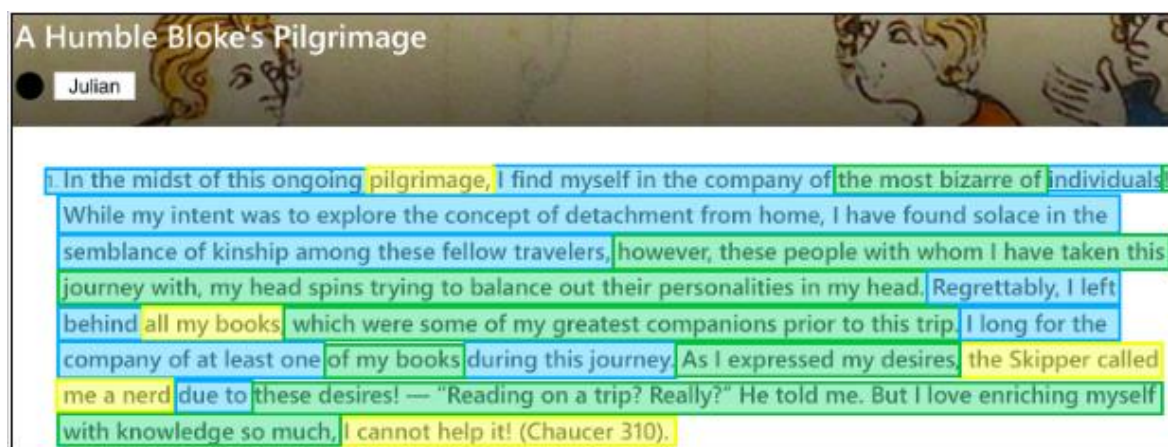 A Humble Bloke's Pilgrimage
Julian
1. In the midst of this ongoing pilgrimage, I find myself in the company of the most bizarre of individuals
While my intent was to explore the concept of detachment from home, I have found solace in the
semblance of kinship among these fellow travelers, however, these people with whom I have taken this
journey with, my head spins trying to balance out their personalities in my head. Regrettably, I left
behind all my books which were some of my greatest companions prior to this trip. I long for the
company of at least one of my books during this journey. As I expressed my desires, the Skipper called
me a nerd due to these desires! — "Reading on a trip? Really?" He told me. But I love enriching myself
with knowledge so much, I cannot help it! (Chaucer 310).